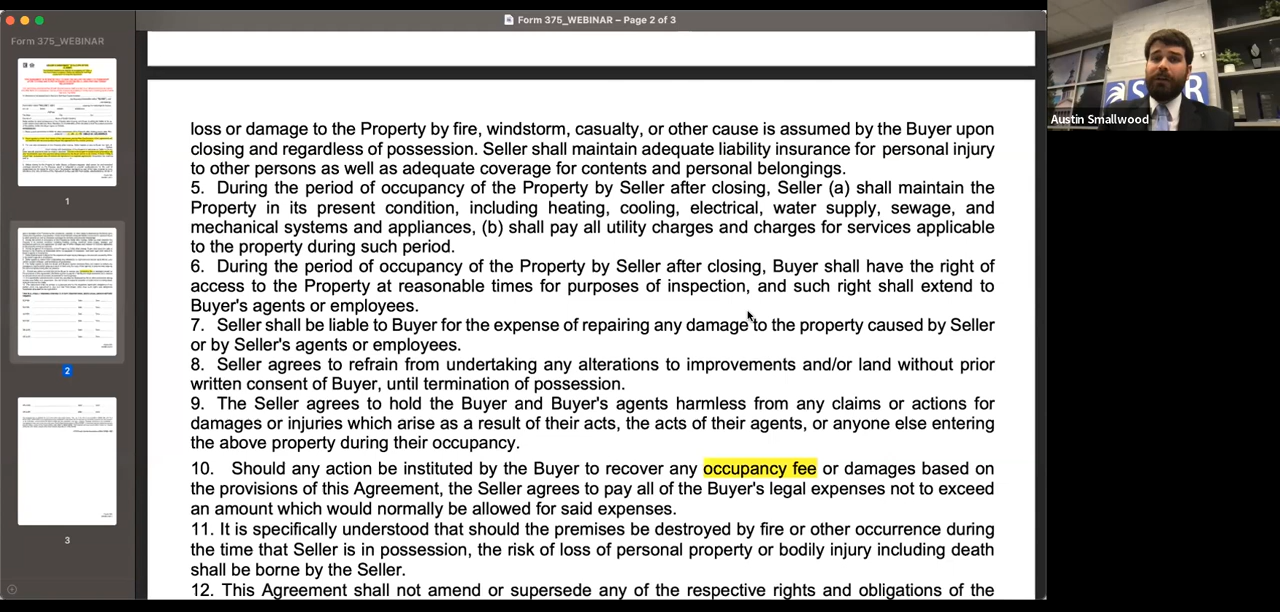 Form 375_WEBINAR – Page 2 of 3
Form 375_WEBINAR
1
2
3
Austin Smallwood
loss or damage to the Property by fire, windstorm, casualty, or other cause is assumed by the Buyer upon
closing and regardless of possession. Seller shall maintain adequate liability insurance for personal injury
to other persons as well as adequate coverage for contents and personal belongings.
5. During the period of occupancy of the Property by Seller after closing, Seller (a) shall maintain the
Property in its present condition, including heating, cooling, electrical, water supply, sewage, and
mechanical systems and appliances, (b) shall pay all utility charges and charges for services applicable
to the Property during such period.
6. During the period of occupancy of the Property by Seller after closing, Buyer shall have the right of
access to the Property at reasonable times for purposes of inspection, and such right shall extend to
Buyer's agents or employees.
7. Seller shall be liable to Buyer for the expense of repairing any damage to the property caused by Seller
or by Seller's agents or employees.
8. Seller agrees to refrain from undertaking any alterations to improvements and/or land without prior
written consent of Buyer, until termination of possession.
9. The Seller agrees to hold the Buyer and Buyer's agents harmless from any claims or actions for
damages or injuries which arise as a result of their acts, the acts of their agents, or anyone else entering
the above property during their occupancy.
10. Should any action be instituted by the Buyer to recover any occupancy fee or damages based on
the provisions of this Agreement, the Seller agrees to pay all of the Buyer's legal expenses not to exceed
an amount which would normally be allowed for said expenses.
11. It is specifically understood that should the premises be destroyed by fire or other occurrence during
the time that Seller is in possession, the risk of loss of personal property or bodily injury including death
shall be borne by the Seller.
12. This Agreement shall not amend or supersede any of the respective rights and obligations of the